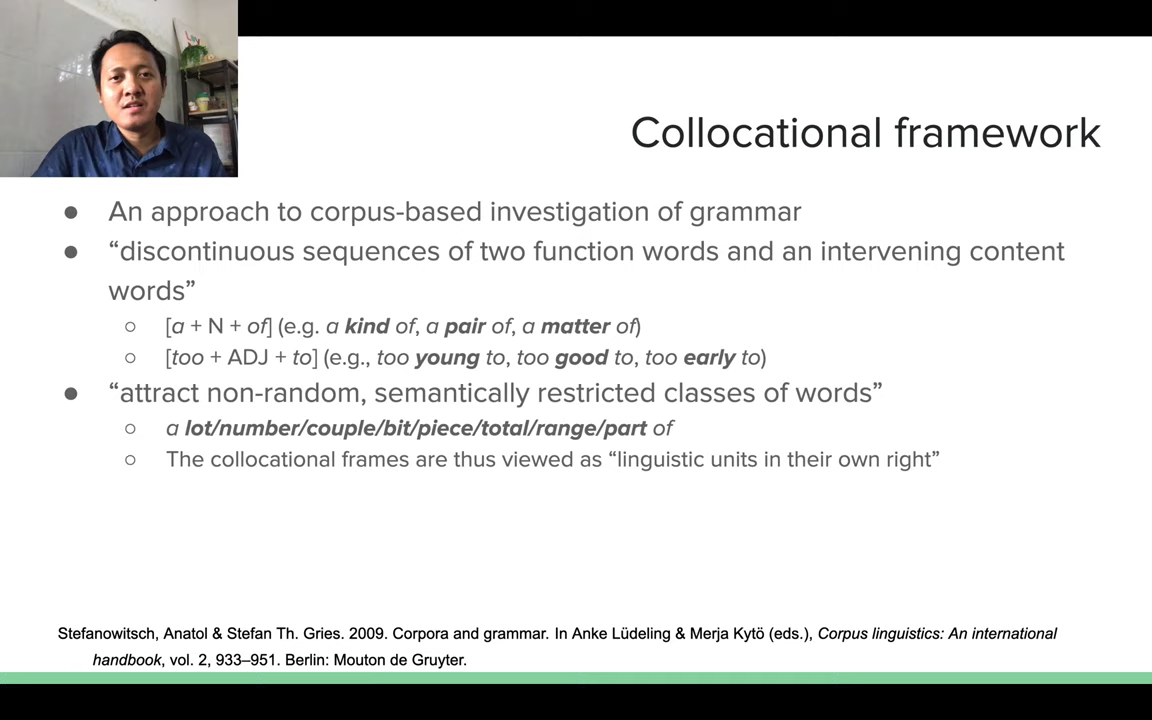 Collocational framework
● An approach to corpus-based investigation of grammar
● “discontinuous sequences of two function words and an intervening content
words”
○ [a + N + of] (e.g. a kind of, a pair of, a matter of)
○ [too + ADJ + to] (e.g., too young to, too good to, too early to)
● “attract non-random, semantically restricted classes of words”
○ a lot/number/couple/bit/piece/total/range/part of
○ The collocational frames are thus viewed as “linguistic units in their own right”
Stefanowitsch, Anatol & Stefan Th. Gries. 2009. Corpora and grammar. In Anke Lüdeling & Merja Kytö (eds.), Corpus linguistics: An international
handbook, vol. 2, 933–951. Berlin: Mouton de Gruyter.